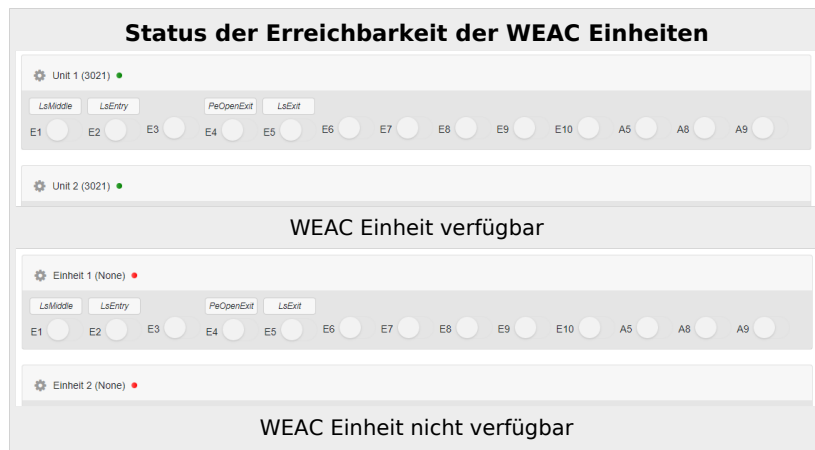 Status der Erreichbarkeit der WEAC Einheiten
Unit 1 (3021)
LsMiddle LsEntry PeOpenExit LsExit
E1 E2 E3 E4 E5 E6 E7 E8 E9 E10 A5 A8 A9
Unit 2 (3021)
WEAC Einheit verfügbar
Einheit 1 (None)
LsMiddle LsEntry PeOpenExit LsExit
E1 E2 E3 E4 E5 E6 E7 E8 E9 E10 A5 A8 A9
Einheit 2 (None)
WEAC Einheit nicht verfügbar